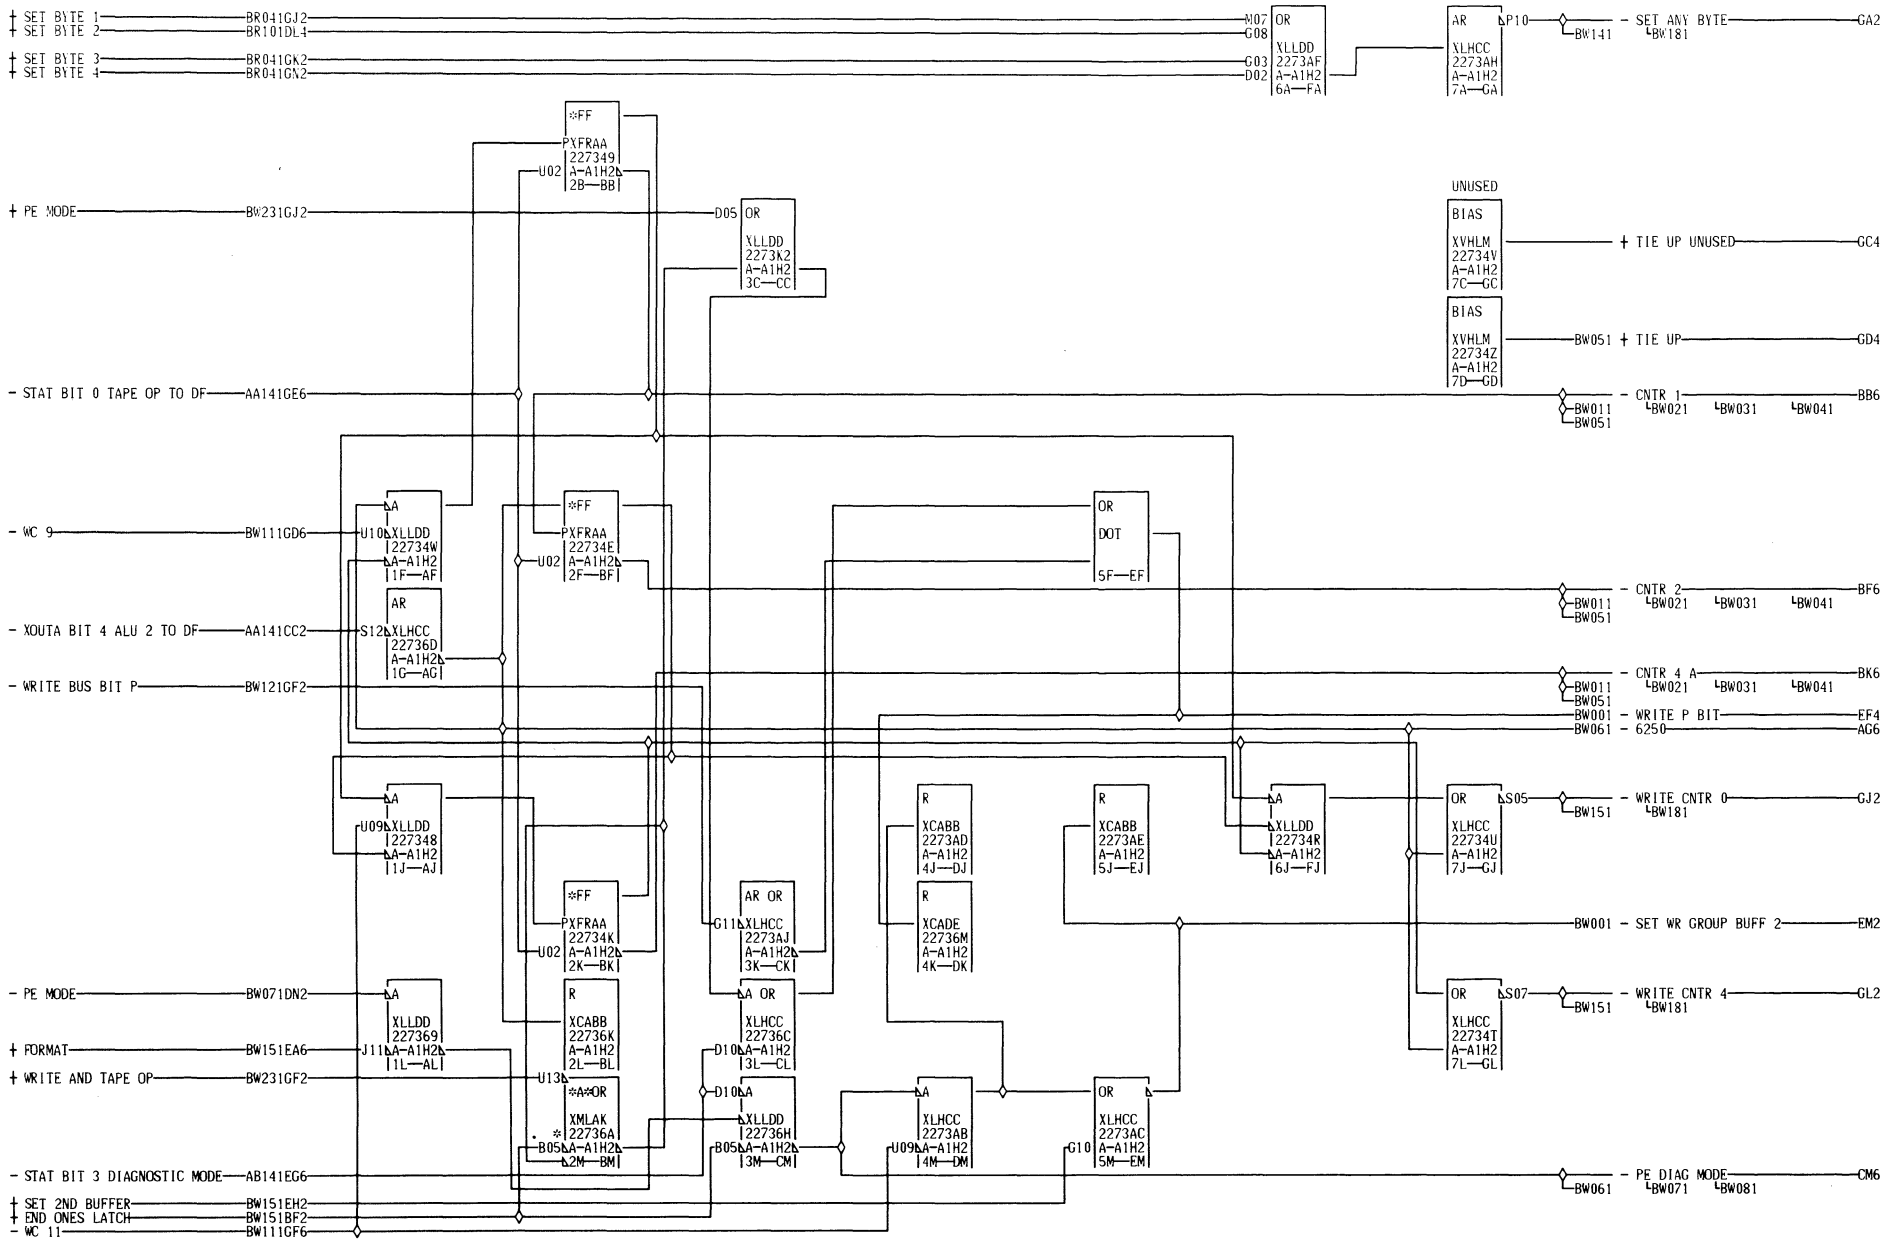 + SET BYTE 1 BR041GJ2 M07 OR AR P10 - SET ANY BYTE GA2
+ SET BYTE 2 BR101DL4 G08 BW141 BW181
XLLDD XLHCC
+ SET BYTE 3 BR041GK2 G03 2273AF 2273AH
+ SET BYTE 4 BR041GN2 D02 A-A1H2 A-A1H2
6A—FA 7A—GA
*FF
PXFRAA
227349
U02 A-A1H2
2B—BB
UNUSED
+ PE MODE BW231GJ2 D05 OR BIAS
XLLDD XVHLM + TIE UP UNUSED GC4
2273K2 22734V
A-A1H2 A-A1H2
3C—CC 7C—GC
BIAS
XVHLM BW051 + TIE UP GD4
22734Z
A-A1H2
7D—GD
- STAT BIT 0 TAPE OP TO DF AA141GE6 - CNTR 1 BB6
BW011 BW021 BW031 BW041
BW051
A *FF OR
- WC 9 BW111GD6 U10 XLLDD PXFRAA DOT
22734W 22734E
A-A1H2 U02 A-A1H2
1F—AF 2F—BF 5F—EF
- CNTR 2 BF6
AR BW011 BW021 BW031 BW041
BW051
- XOUTA BIT 4 ALU 2 TO DF AA141CC2 S12 XLHCC
22736D
A-A1H2
1G—AG - CNTR 4 A BK6
- WRITE BUS BIT P BW121GF2 BW011 BW021 BW031 BW041
BW051
BW001 - WRITE P BIT EF4
BW061 - 6250 AG6
A R R A OR S05 - WRITE CNTR 0 GJ2
BW151 BW181
U09 XLLDD XCABB XCABB XLLDD XLHCC
227348 2273AD 2273AE 22734R 22734U
A-A1H2 A-A1H2 A-A1H2 A-A1H2 A-A1H2
1J—AJ 4J—DJ 5J—EJ 6J—FJ 7J—GJ
*FF AR OR R
PXFRAA G11 XLHCC XCADE BW001 - SET WR GROUP BUFF 2 EM2
22734K 2273AJ 22736M
U02 A-A1H2 A-A1H2 A-A1H2
2K—BK 3K—CK 4K—DK
- PE MODE BW071DN2 A R A OR OR S07 - WRITE CNTR 4 GL2
BW151 BW181
XLLDD XCABB XLHCC XLHCC
227369 22736K 22736C 22734T
+ FORMAT BW151EA6 J11 A-A1H2 A-A1H2 D10 A-A1H2 A-A1H2
1L—AL 2L—BL 3L—CL 7L—GL
+ WRITE AND TAPE OP BW231GF2 U13
*A*OR D10 A A OR
XMLAK XLLDD XLHCC XLHCC
* 22736A 22736H 2273AB 2273AC
B05 A-A1H2 B05 A-A1H2 U09 A-A1H2 G10 A-A1H2
2M—BM 3M—CM 4M—DM 5M—EM
- STAT BIT 3 DIAGNOSTIC MODE AB141EG6 - PE DIAG MODE CM6
BW061 BW071 BW081
+ SET 2ND BUFFER BW151EH2
+ END ONES LATCH BW151BF2
- WC 11 BW111GF6